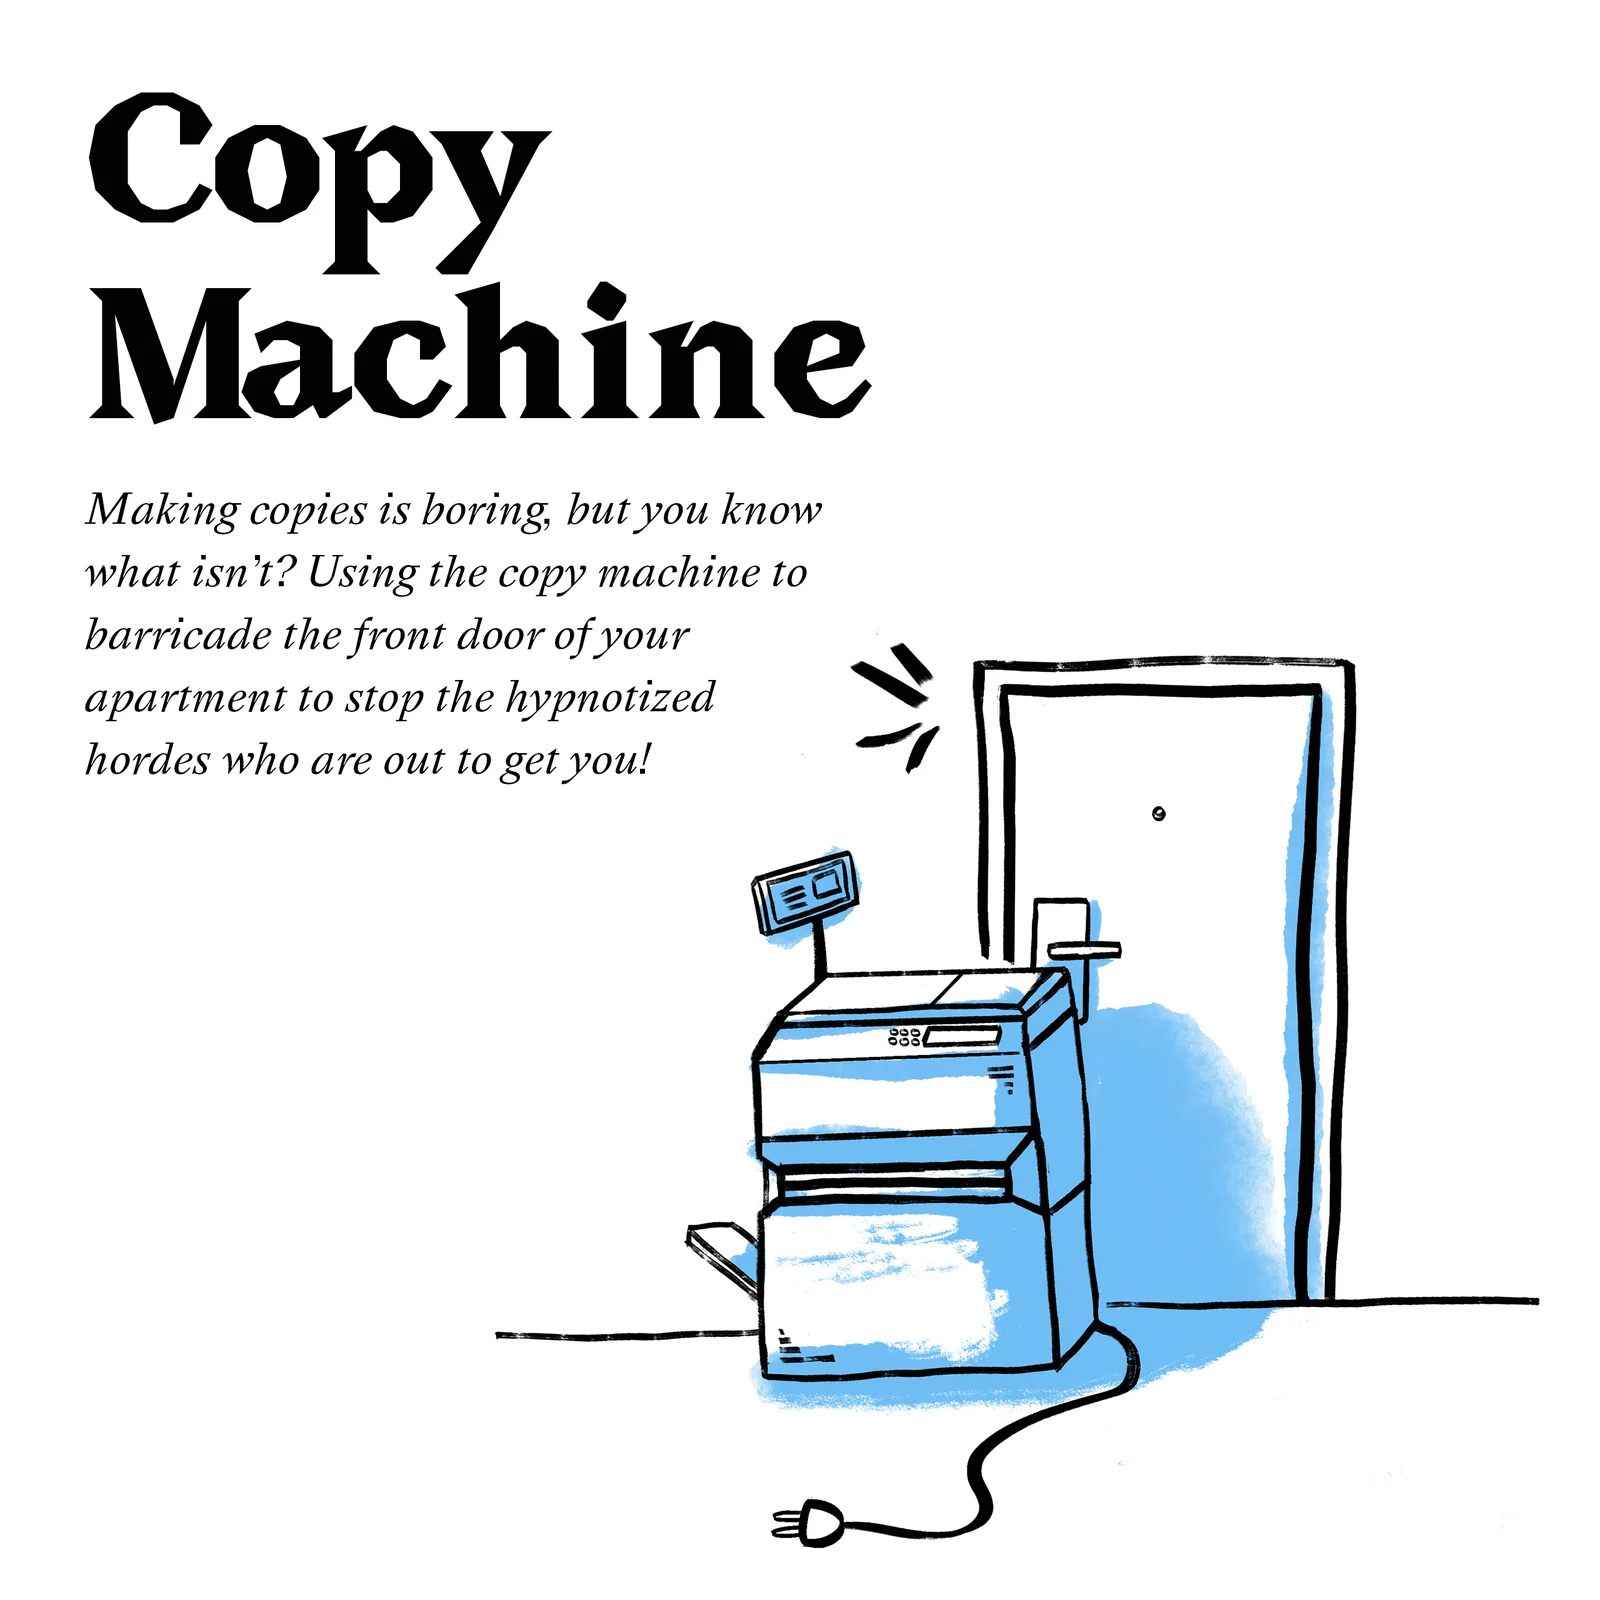 Copy
Machine
Making copies is boring, but you know
what isn’t? Using the copy machine to
barricade the front door of your
apartment to stop the hypnotized
hordes who are out to get you!